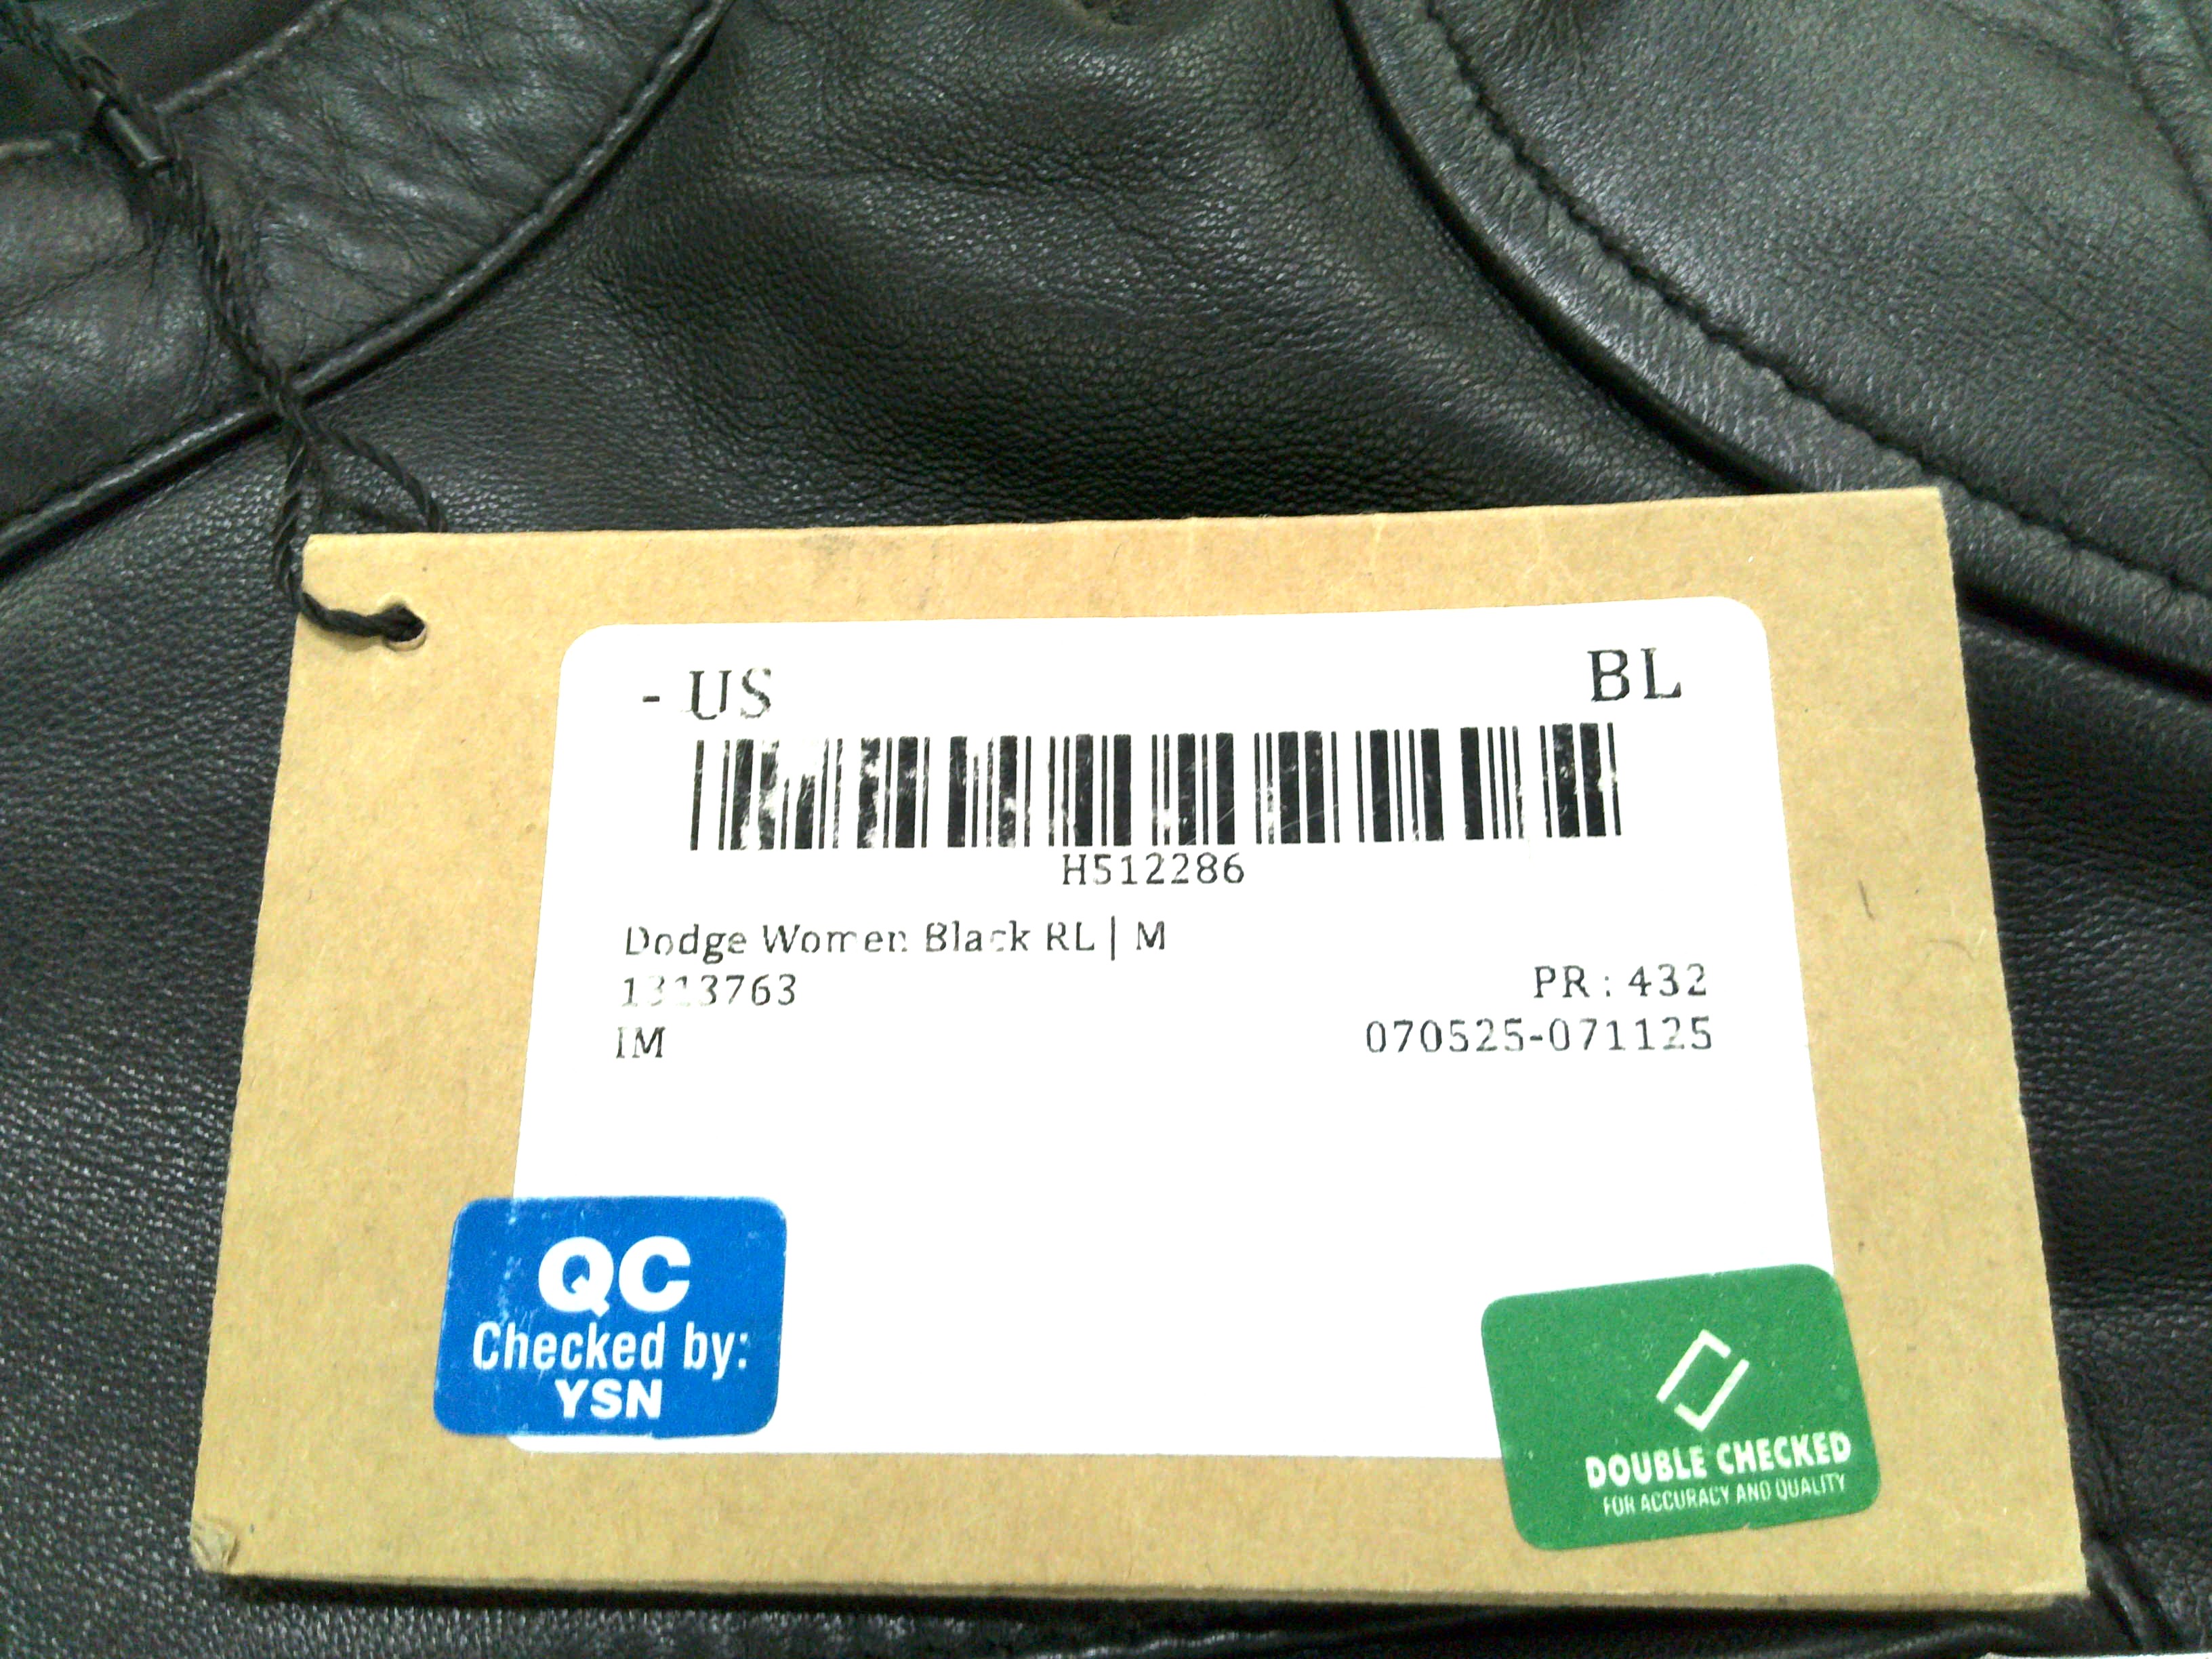 - US
BL
H512286
Dodge Women Black RL | M
1313763
PR : 432
IM
070525-071125
QC
Checked by:
YSN
DOUBLE CHECKED
FOR ACCURACY AND QUALITY